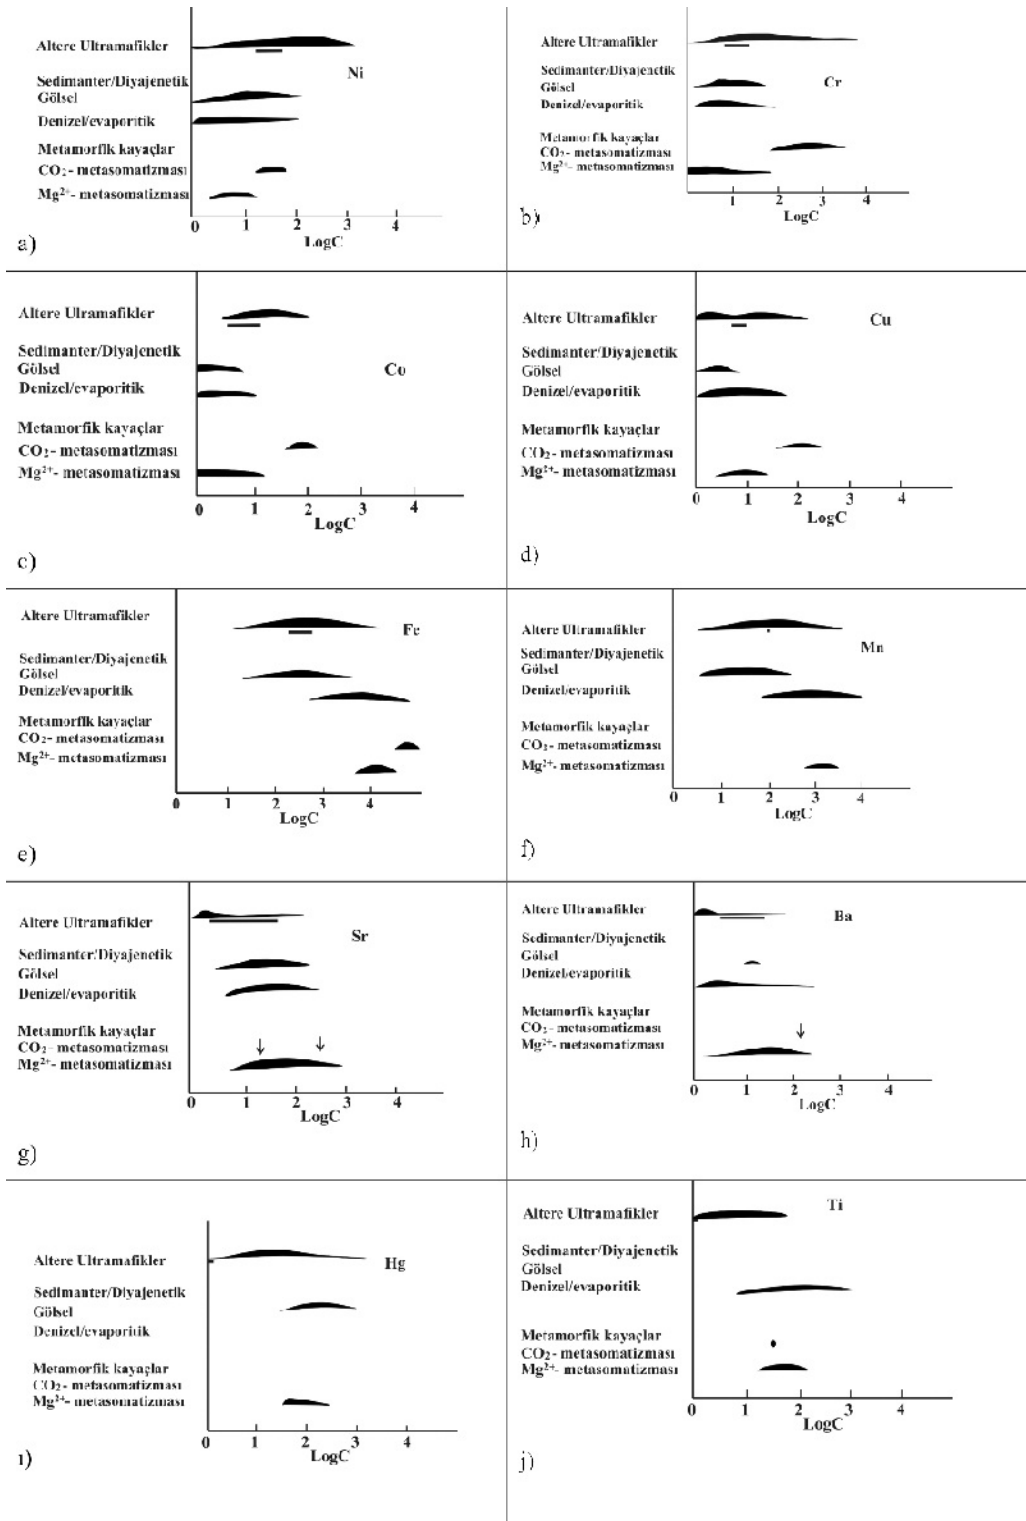 Altere Ultramafikler
Ni
Sedimanter/Diyajenetik
Gölsel
Denizel/evaporitik
Metamorfik kayaçlar
CO2- metasomatizması
Mg2+- metasomatizması
0 1 2 3 4
LogC
a)
Altere Ultramafikler
Sedimanter/Diyajenetik
Cr
Gölsel
Denizel/evaporitik
Metamorfik kayaçlar
CO2- metasomatizması
Mg2+- metasomatizması
1 2 3 4
LogC
b)
Altere Ulramafikler
Sedimanter/Diyajenetik
Gölsel
Co
Denizel/evaporitik
Metamorfik kayaçlar
CO2- metasomatizması
Mg2+- metasomatizması
0 1 2 3 4
LogC
c)
Altere Ultramafikler
Cu
Sedimanter/Diyajenetik
Gölsel
Denizel/evaporitik
Metamorfik kayaçlar
CO2- metasomatizması
Mg2+- metasomatizması
0 1 2 3 4
LogC
d)
Altere Ultramafikler
Fe
Sedimanter/Diyajenetik
Gölsel
Denizel/evaporitik
Metamorfik kayaçlar
CO2- metasomatizması
Mg2+- metasomatizması
0 1 2 3 4
LogC
e)
Altere Ultramafikler
Mn
Sedimanter/Diyajenetik
Gölsel
Denizel/evaporitik
Metamorfik kayaçlar
CO2- metasomatizması
Mg2+- metasomatizması
0 1 2 3 4
LogC
f)
Altere Ultramafikler
Sr
Sedimanter/Diyajenetik
Gölsel
Denizel/evaporitik
Metamorfik kayaçlar
CO2- metasomatizması
Mg2+- metasomatizması
0 1 2 3 4
LogC
g)
Altere Ultramafikler
Ba
Sedimanter/Diyajenetik
Gölsel
Denizel/evaporitik
Metamorfik kayaçlar
CO2- metasomatizması
Mg2+- metasomatizması
0 1 2 3 4
LogC
h)
Altere Ultramafikler
Hg
Sedimanter/Diyajenetik
Gölsel
Denizel/evaporitik
Metamorfik kayaçlar
CO2- metasomatizması
Mg2+- metasomatizması
0 1 2 3 4
LogC
ı)
Ti
Altere Ultramafikler
Sedimanter/Diyajenetik
Gölsel
Denizel/evaporitik
Metamorfik kayaçlar
CO2- metasomatizması
Mg2+- metasomatizması
0 1 2 3 4
LogC
j)